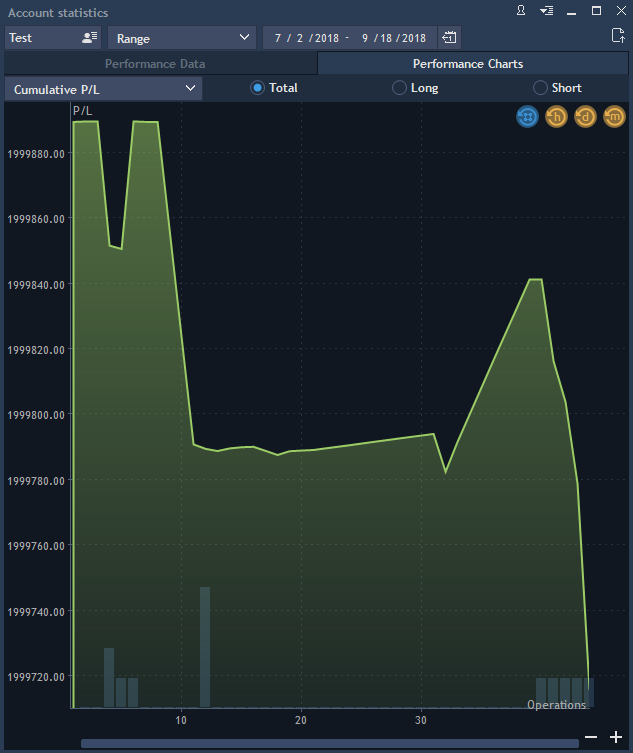 Account statistics
Test Range 7 / 2 / 2018 - 9 / 18 / 2018
Performance Data Performance Charts
Cumulative P/L Total Long Short
P/L
h d m
1999880.00
1999860.00
1999840.00
1999820.00
1999800.00
1999780.00
1999760.00
1999740.00
1999720.00
Operations
10 20 30